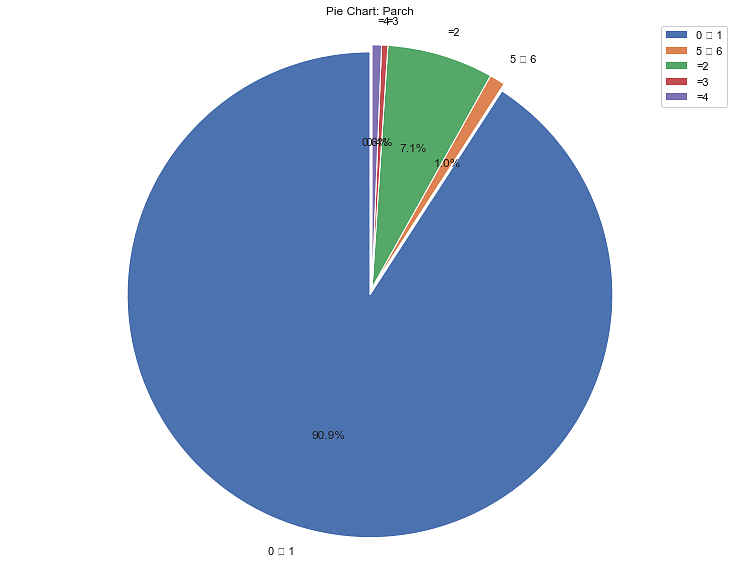 Pie Chart: Parch
=4
=3
=2
5 □ 6
7.1%
1.0%
90.9%
0 □ 1
0 □ 1
5 □ 6
=2
=3
=4